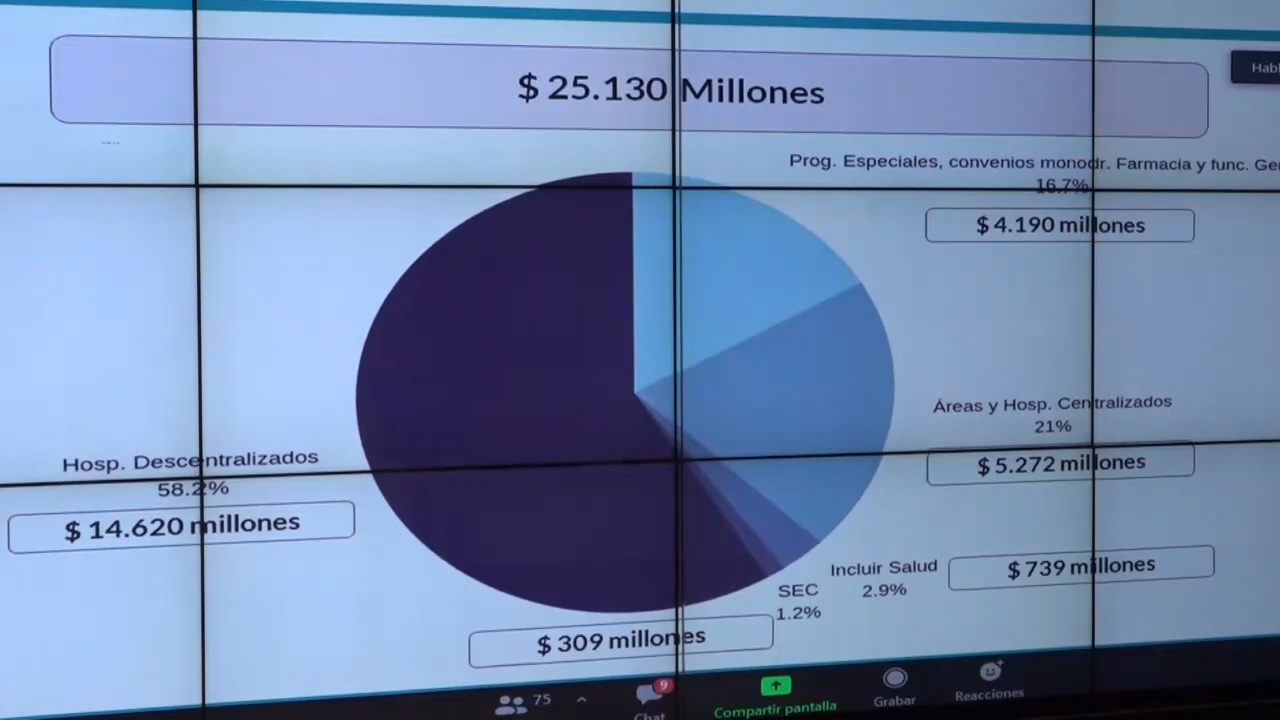 $ 25.130 Millones
Habl
Prog. Especiales, convenios monodr. Farmacia y func. Ge
16.7%
$ 4.190 millones
Áreas y Hosp. Centralizados
21%
$ 5.272 millones
Hosp. Descentralizados
58.2%
$ 14.620 millones
Incluir Salud
2.9%
$ 739 millones
SEC
1.2%
$ 309 millones
75
9
Chat
Compartir pantalla
Grabar
Reacciones